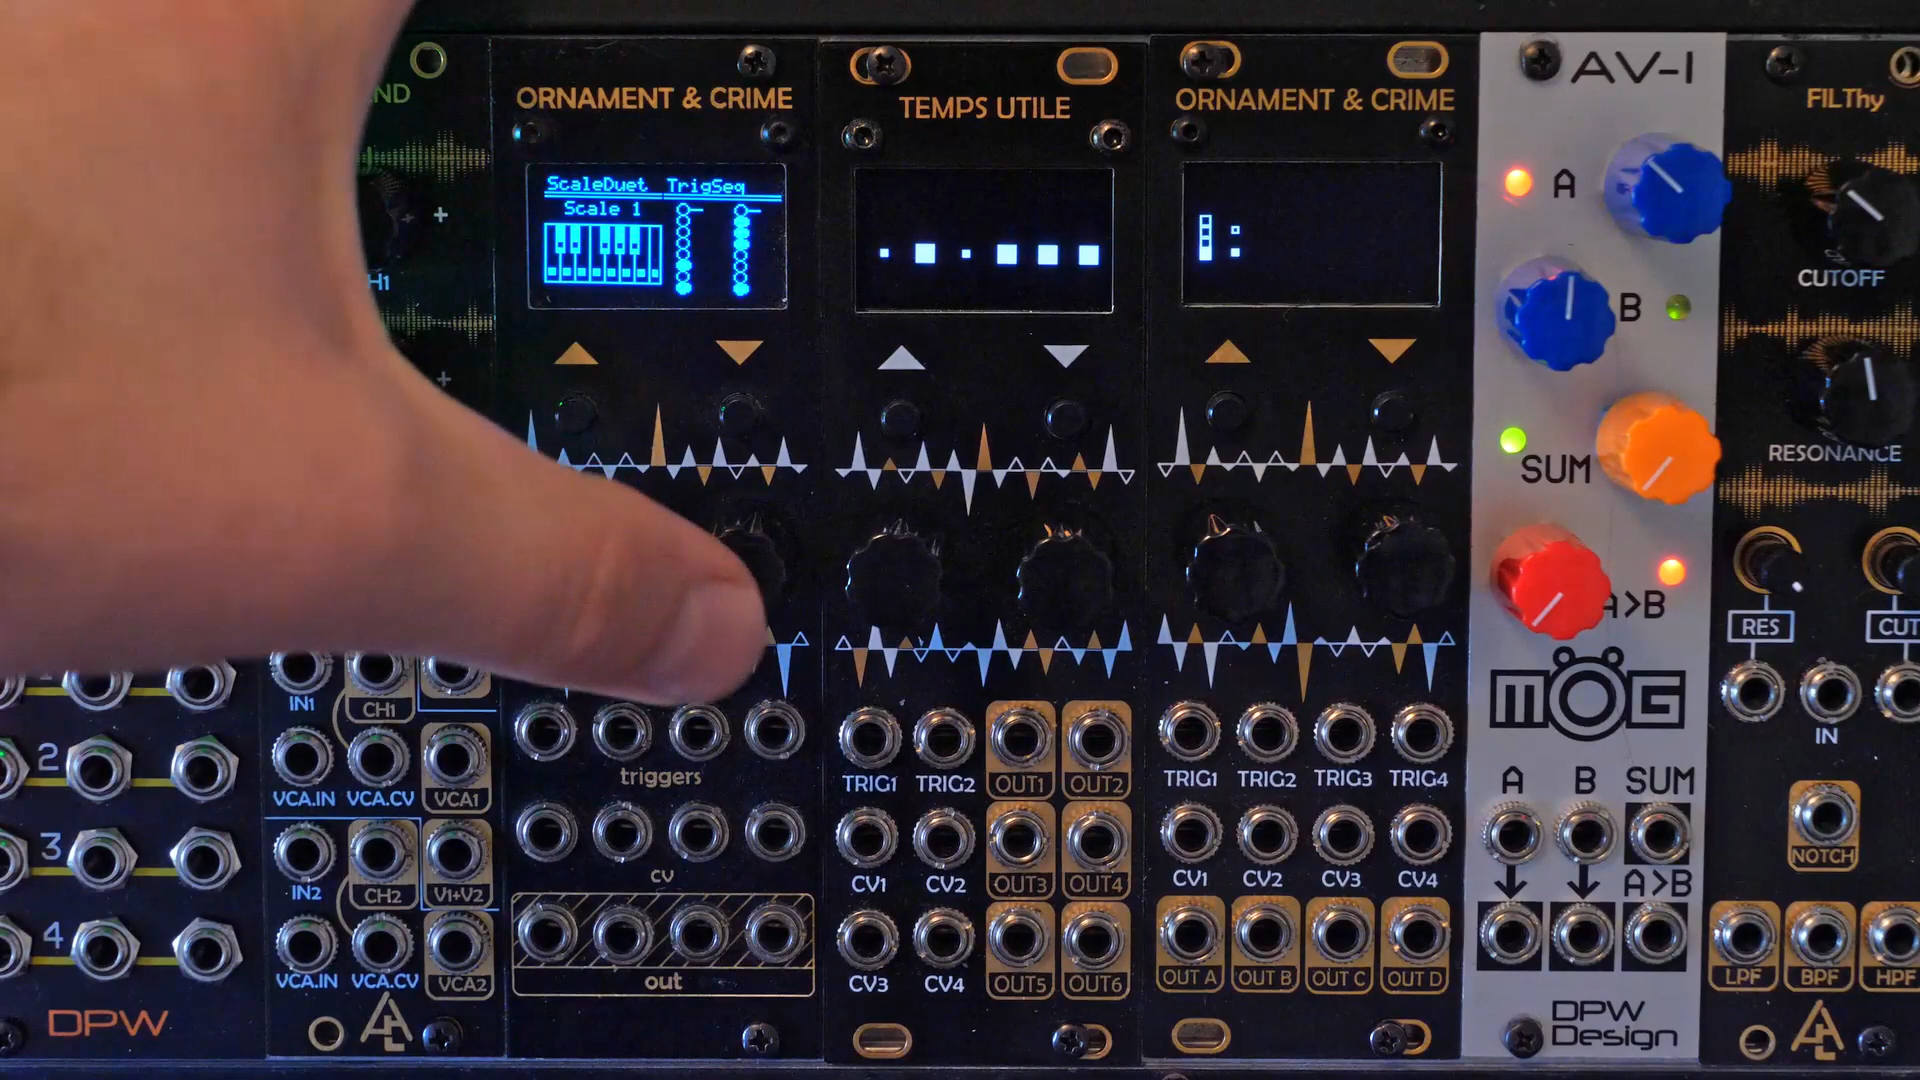 ND
+
+
H1
+
2
3
4
DPW
IN1
CH1
VCA.IN
VCA.CV
VCA1
IN2
CH2
V1+V2
VCA.IN
VCA.CV
VCA2
ORNAMENT & CRIME
ScaleDuet TrigSeq
Scale 1
triggers
cv
out
TEMPS UTILE
TRIG1 TRIG2 OUT1 OUT2
CV1 CV2 OUT3 OUT4
CV3 CV4 OUT5 OUT6
ORNAMENT & CRIME
TRIG1 TRIG2 TRIG3 TRIG4
CV1 CV2 CV3 CV4
OUT A OUT B OUT C OUT D
AV-1
A
B
SUM
A>B
MÖG
A B SUM
A>B
DPW
Design
FILThy
CUTOFF
RESONANCE
RES
CUT
IN
NOTCH
LPF BPF HPF